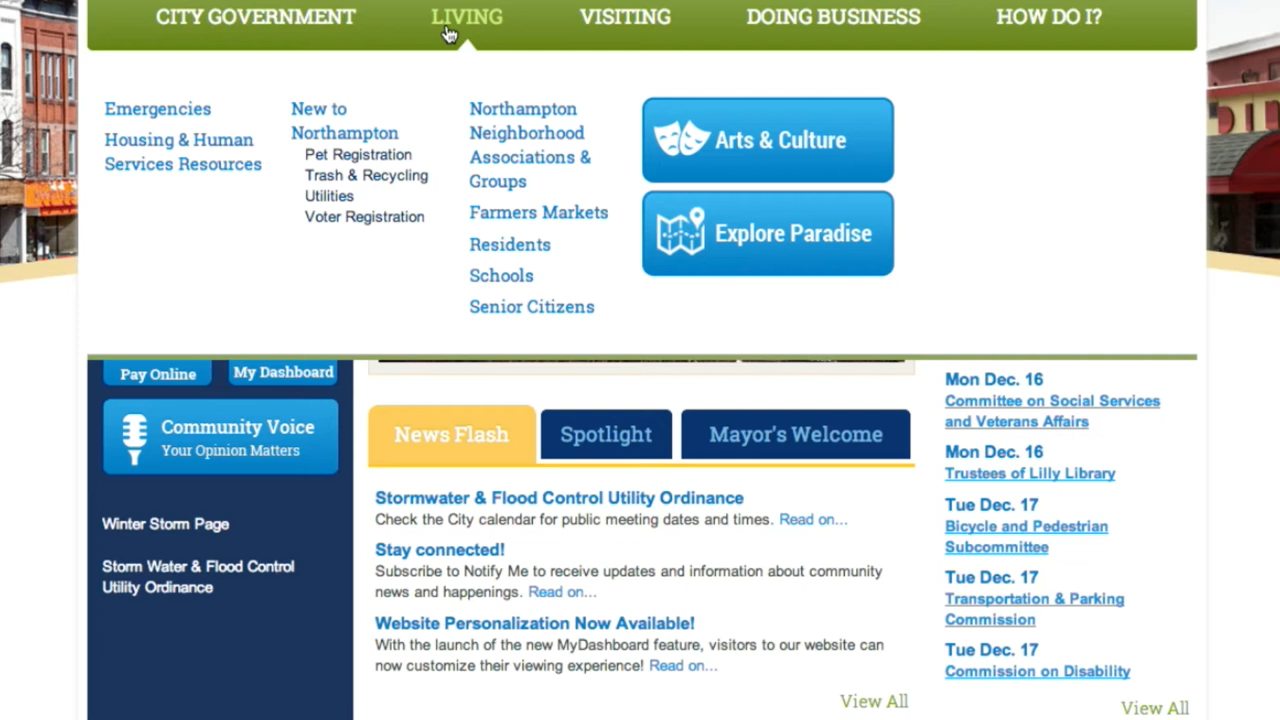 CITY GOVERNMENT
LIVING
VISITING
DOING BUSINESS
HOW DO I?
Emergencies
Housing & Human
Services Resources
New to
Northampton
Pet Registration
Trash & Recycling
Utilities
Voter Registration
Northampton
Neighborhood
Associations &
Groups
Farmers Markets
Residents
Schools
Senior Citizens
Arts & Culture
Explore Paradise
Pay Online
My Dashboard
Community Voice
Your Opinion Matters
Winter Storm Page
Storm Water & Flood Control
Utility Ordinance
News Flash
Spotlight
Mayor's Welcome
Stormwater & Flood Control Utility Ordinance
Check the City calendar for public meeting dates and times. Read on...
Stay connected!
Subscribe to Notify Me to receive updates and information about community
news and happenings. Read on...
Website Personalization Now Available!
With the launch of the new MyDashboard feature, visitors to our website can
now customize their viewing experience! Read on...
View All
Mon Dec. 16
Committee on Social Services
and Veterans Affairs
Mon Dec. 16
Trustees of Lilly Library
Tue Dec. 17
Bicycle and Pedestrian
Subcommittee
Tue Dec. 17
Transportation & Parking
Commission
Tue Dec. 17
Commission on Disability
View All